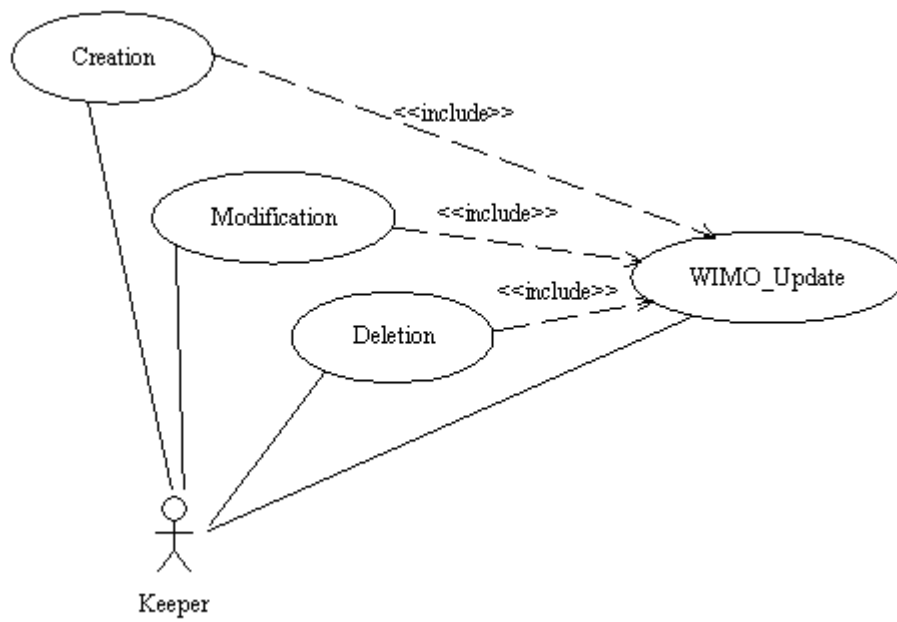 Creation
<<include>>
Modification
<<include>>
WIMO_Update
<<include>>
Deletion
Keeper